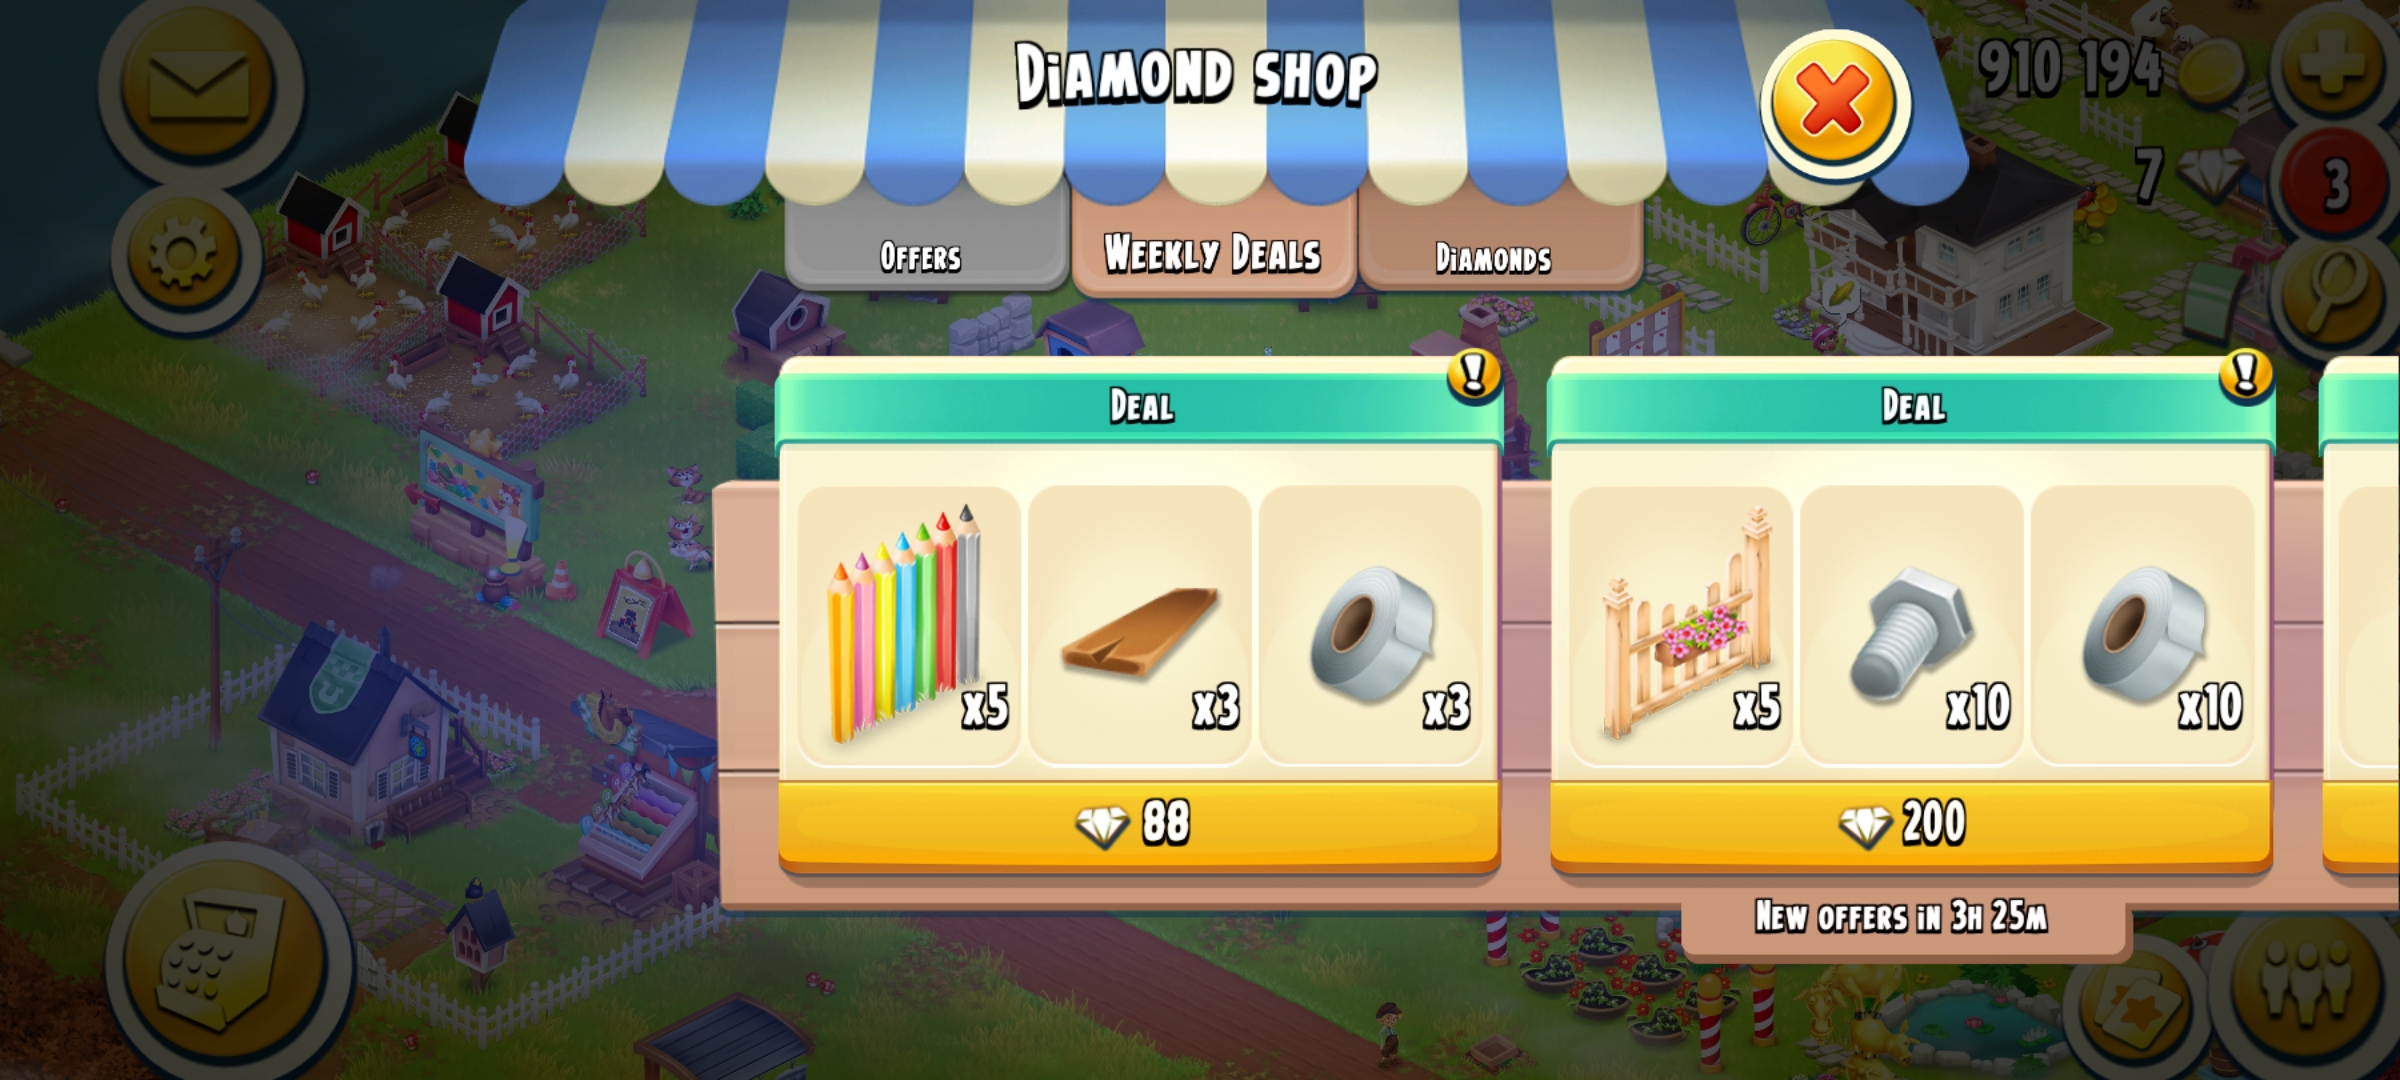 DiAMOND SHOP
910 194
7
3
OFFERS
WEEKLY DEALS
DiAMONDS
DEAL
DEAL
x5
x3
x3
x5
x10
x10
88
200
NEW OFFERS iN 3H 25M